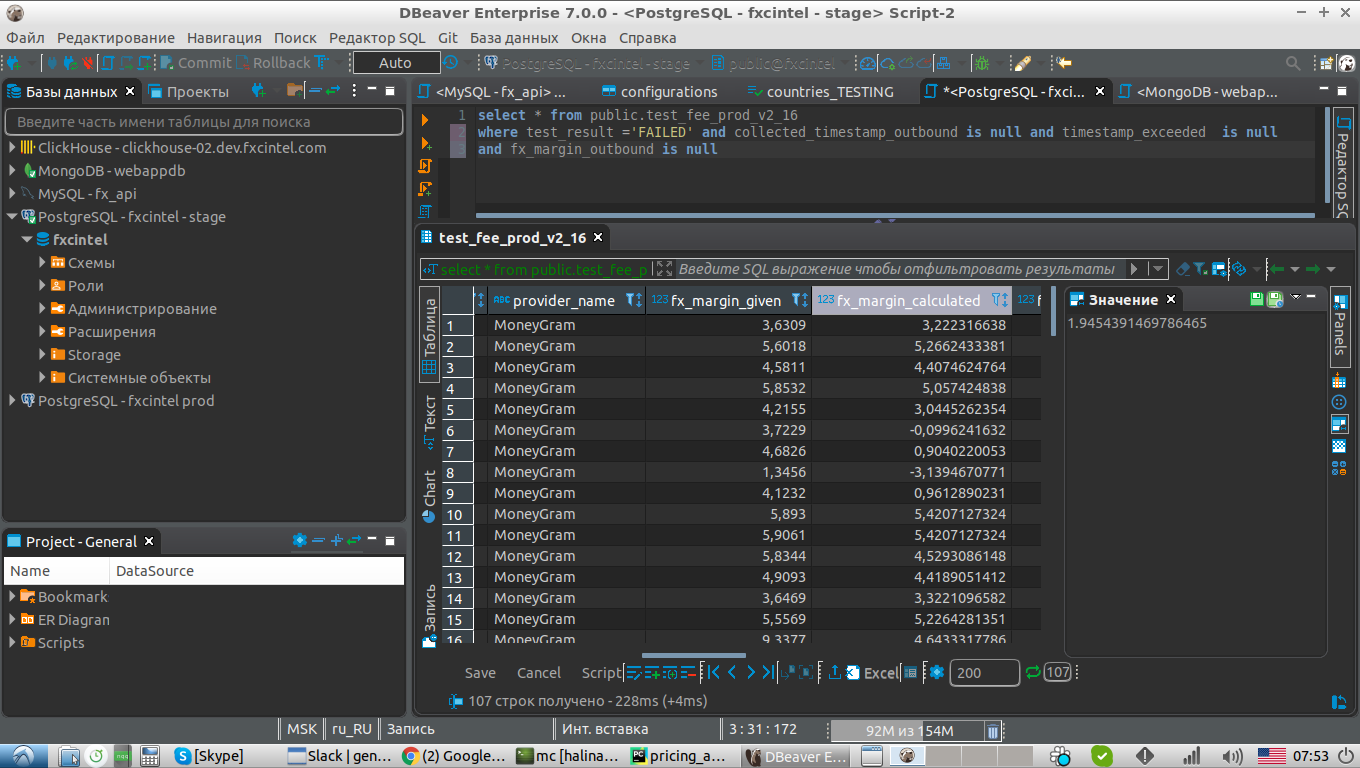 DBeaver Enterprise 7.0.0 - <PostgreSQL - fxcintel - stage> Script-2
Файл Редактирование Навигация Поиск Редактор SQL Git База данных Окна Справка
Commit Rollback Auto PostgreSQL - fxcintel - stage public@fxcintel
Базы данных Проекты
Введите часть имени таблицы для поиска
ClickHouse - clickhouse-02.dev.fxcintel.com
MongoDB - webappdb
MySQL - fx_api
PostgreSQL - fxcintel - stage
fxcintel
Схемы
Роли
Администрирование
Расширения
Storage
Системные объекты
PostgreSQL - fxcintel prod
Project - General
Name DataSource
Bookmark
ER Diagran
Scripts
<MySQL - fx_api>... configurations countries_TESTING *<PostgreSQL - fxci... <MongoDB - webap...
1 select * from public.test_fee_prod_v2_16
2 where test_result ='FAILED' and collected_timestamp_outbound is null and timestamp_exceeded is null
and fx_margin_outbound is null
Редактор SC
test_fee_prod_v2_16
select * from public.test_fee_p Введите SQL выражение чтобы отфильтровать результаты
Таблица
Текст
Chart
Запись
ABC provider_name 123 fx_margin_given 123 fx_margin_calculated 123 f
1 MoneyGram 3,6309 3,222316638
2 MoneyGram 5,6018 5,2662433381
3 MoneyGram 4,5811 4,4074624764
4 MoneyGram 5,8532 5,057424838
5 MoneyGram 4,2155 3,0445262354
6 MoneyGram 3,7229 -0,0996241632
7 MoneyGram 4,6826 0,9040220053
8 MoneyGram 1,3456 -3,1394670771
9 MoneyGram 4,1232 0,9612890231
10 MoneyGram 5,893 5,4207127324
11 MoneyGram 5,9061 5,4207127324
12 MoneyGram 5,8344 4,5293086148
13 MoneyGram 4,9093 4,4189051412
14 MoneyGram 3,6469 3,3221096582
15 MoneyGram 5,5569 5,2264281351
16 MoneyGram 9,3377 4,6433317786
Значение
1.9454391469786465
Panels
Save Cancel Script Excel 200 107
107 строк получено - 228ms (+4ms)
MSK ru_RU Запись Инт. вставка 3 : 31 : 172 92M из 154M
[Skype] Slack | gen... (2) Google... mc [halina... pricing_a... DBeaver E... 07:53